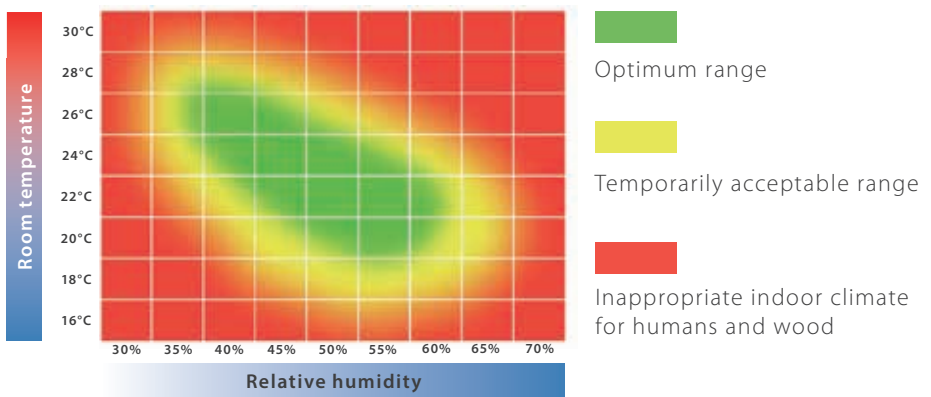 Room temperature
30°C
28°C
26°C
24°C
22°C
20°C
18°C
16°C
30% 35% 40% 45% 50% 55% 60% 65% 70%
Relative humidity
Optimum range
Temporarily acceptable range
Inappropriate indoor climate
for humans and wood